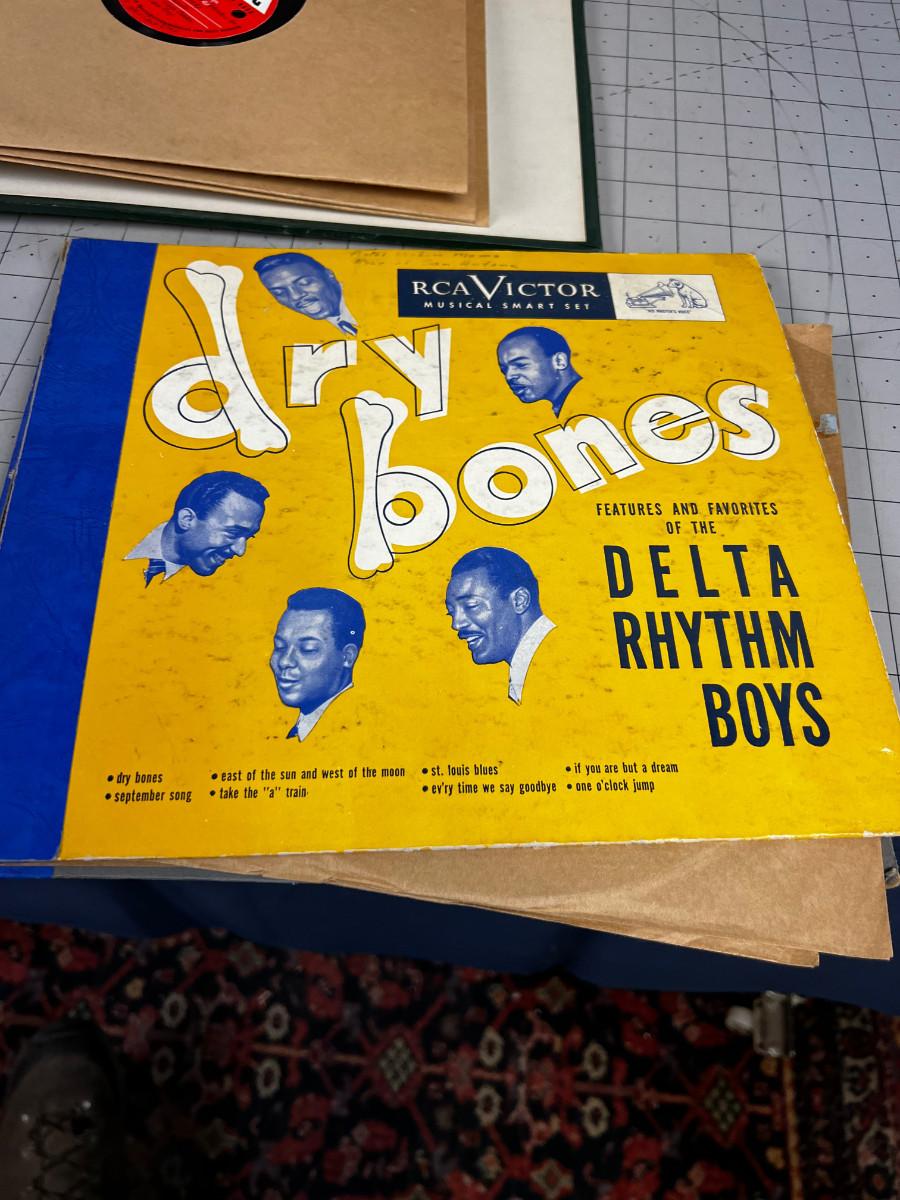 RCA VICTOR
MUSICAL SMART SET
"HIS MASTER'S VOICE"
dry
bones
FEATURES AND FAVORITES
OF THE
DELTA
RHYTHM
BOYS
• dry bones
• september song
• east of the sun and west of the moon
• take the "a" train
• st. louis blues
• ev'ry time we say goodbye
• if you are but a dream
• one o'clock jump